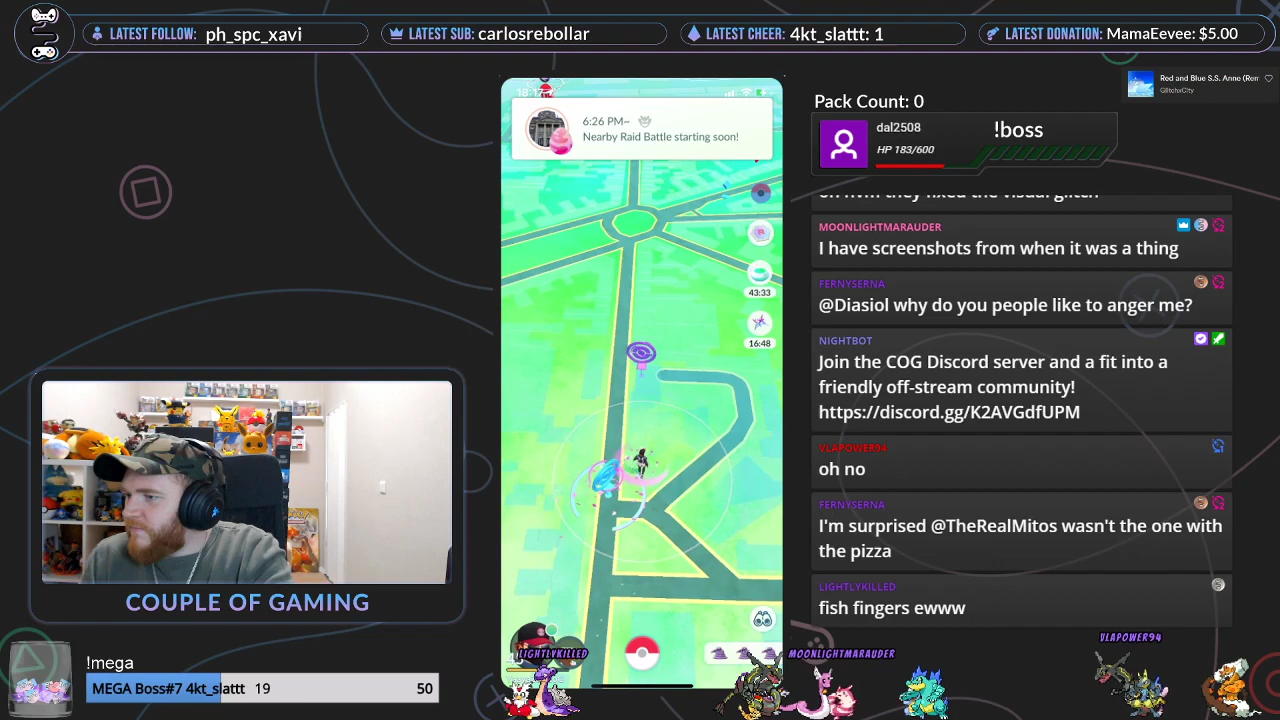 LATEST FOLLOW: ph_spc_xavi
LATEST SUB: carlosrebollar
LATEST CHEER: 4kt_slattt: 1
LATEST DONATION: MamaEevee: $5.00
Red and Blue S.S. Anne (Rem
GlitchxCity
18:17
6:26 PM~
Nearby Raid Battle starting soon!
43:33
16:48
Pack Count: 0
dal2508
!boss
HP 183/600
MOONLIGHTMARAUDER
I have screenshots from when it was a thing
FERNYSERNA
@Diasiol why do you people like to anger me?
NIGHTBOT
Join the COG Discord server and a fit into a
friendly off-stream community!
https://discord.gg/K2AVGdfUPM
VLAPOWER94
oh no
FERNYSERNA
I'm surprised @TheRealMitos wasn't the one with
the pizza
LIGHTLYKILLED
fish fingers ewww
COUPLE OF GAMING
!mega
MEGA Boss#7 4kt_slattt 19
50
LIGHTLYKILLED
MOONLIGHTMARAUDER
VLAPOWER94